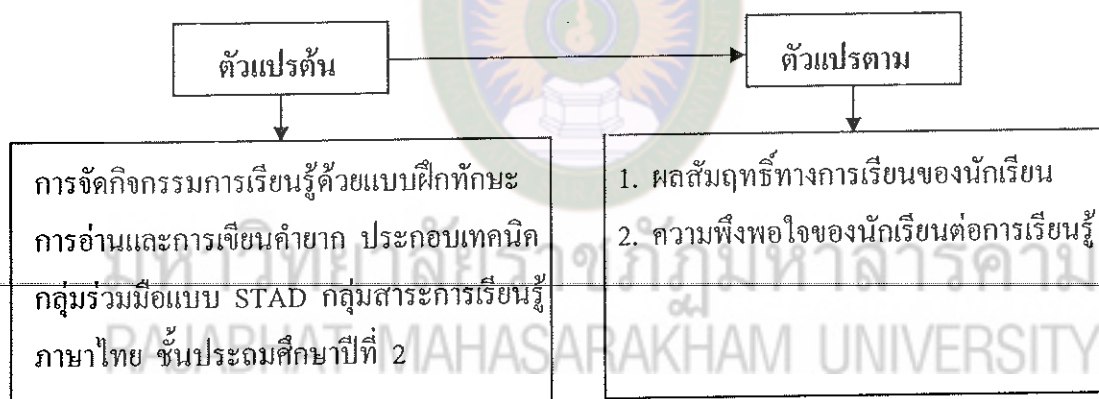 ตัวแปรต้น
ตัวแปรตาม
การจัดกิจกรรมการเรียนรู้ด้วยแบบฝึกทักษะ
การอ่านและการเขียนคำยาก ประกอบเทคนิค
กลุ่มร่วมมือแบบ STAD กลุ่มสาระการเรียนรู้
ภาษาไทย ชั้นประถมศึกษาปีที่ 2
1. ผลสัมฤทธิ์ทางการเรียนของนักเรียน
2. ความพึงพอใจของนักเรียนต่อการเรียนรู้
มหาวิทยาลัยราชภัฏมหาสารคาม
RAJABHAT MAHASARAKHAM UNIVERSITY